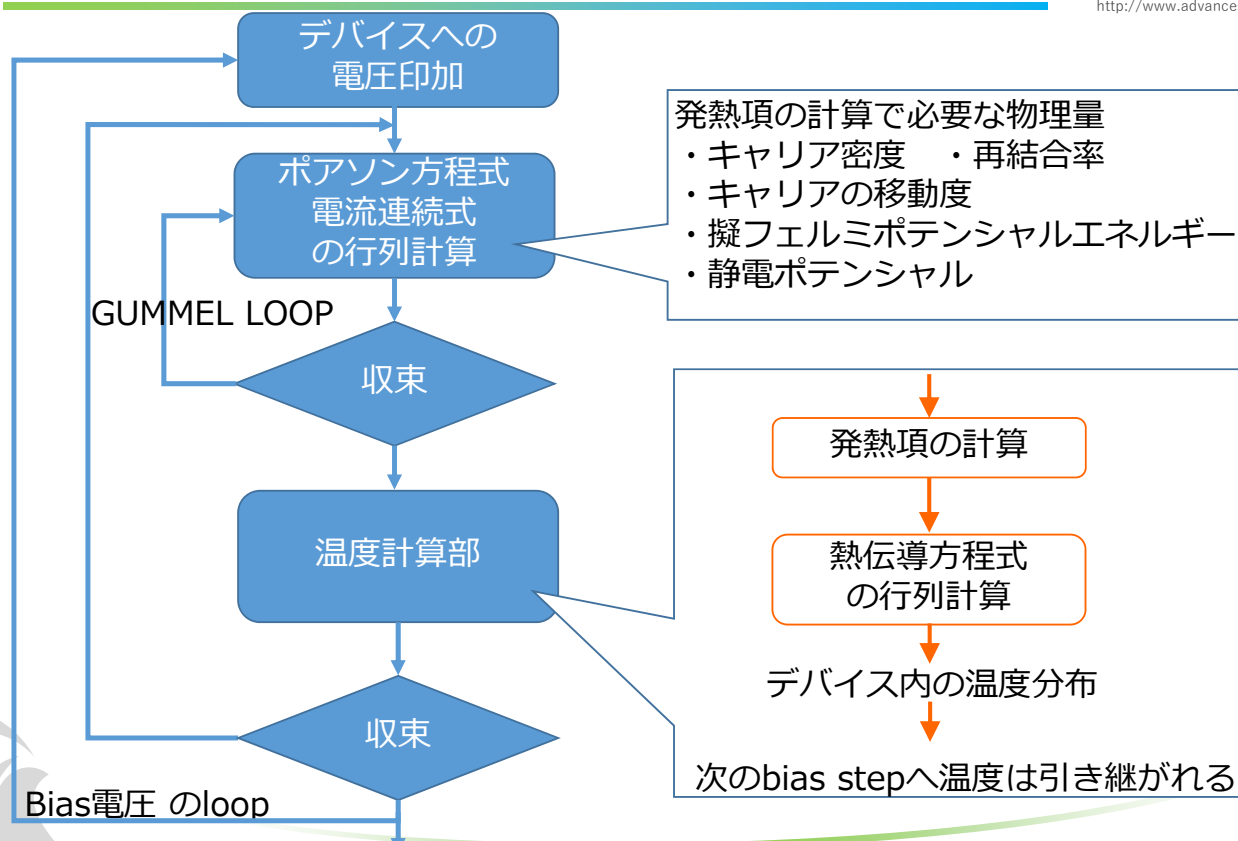 http://www.advance
デバイスへの
電圧印加
ポアソン方程式
電流連続式
の行列計算
発熱項の計算で必要な物理量
・キャリア密度　・再結合率
・キャリアの移動度
・擬フェルミポテンシャルエネルギー
・静電ポテンシャル
GUMMEL LOOP
収束
発熱項の計算
温度計算部
熱伝導方程式
の行列計算
デバイス内の温度分布
収束
次のbias stepへ温度は引き継がれる
Bias電圧 のloop